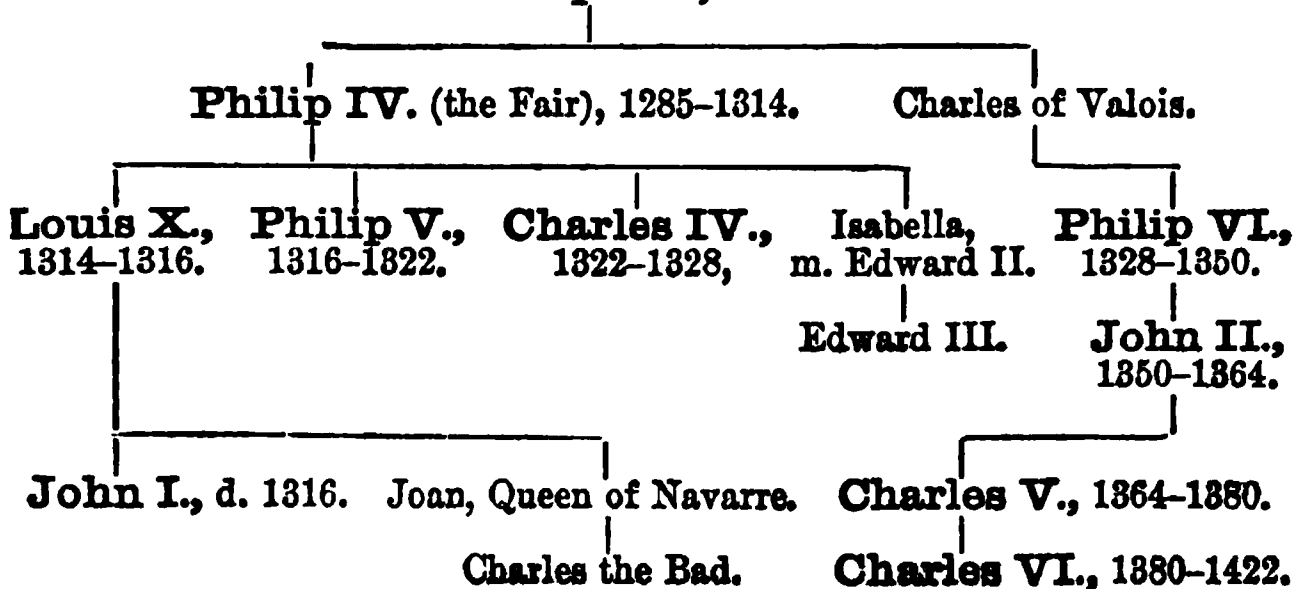 Philip IV. (the Fair), 1285–1314. Charles of Valois.
Louis X., Philip V., Charles IV., Isabella, Philip VI.,
1314–1316. 1316–1322. 1322–1328, m. Edward II. 1328–1350.
Edward III. John II.,
1350–1364.
John I., d. 1316. Joan, Queen of Navarre. Charles V., 1364–1380.
Charles the Bad. Charles VI., 1380–1422.